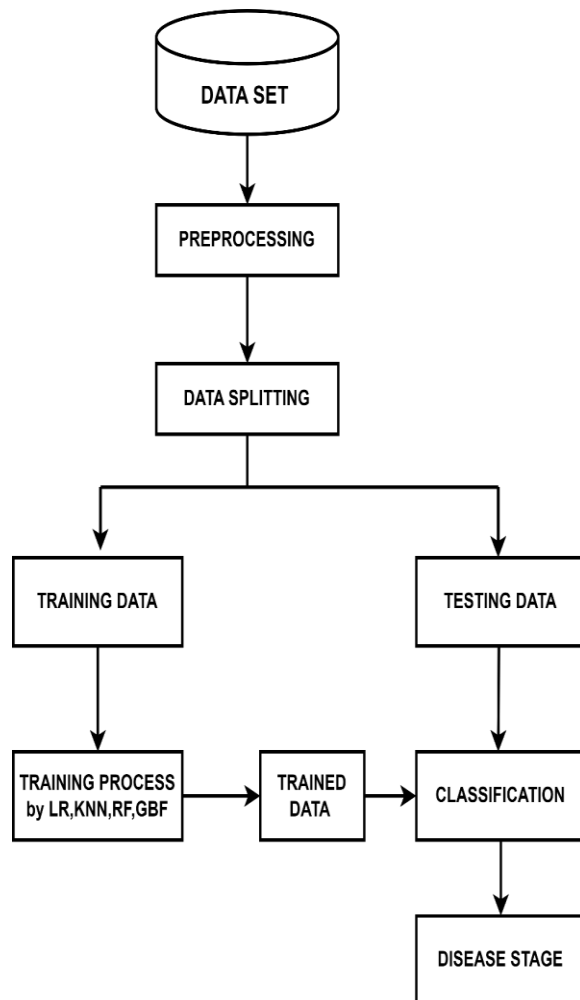 DATA SET
PREPROCESSING
DATA SPLITTING
TRAINING DATA
TESTING DATA
TRAINING PROCESS
by LR,KNN,RF,GBF
TRAINED
DATA
CLASSIFICATION
DISEASE STAGE